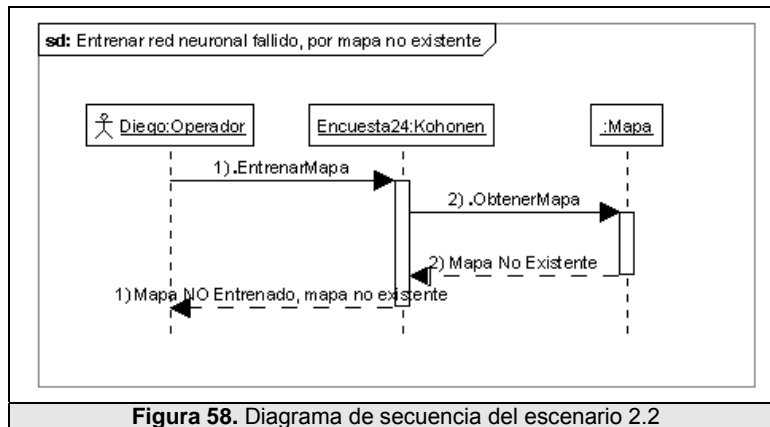 sd: Entrenar red neuronal fallido, por mapa no existente
Diego:Operador
Encuesta24:Kohonen
:Mapa
1).EntrenarMapa
2).ObtenerMapa
2) Mapa No Existente
1) Mapa NO Entrenado, mapa no existente
Figura 58. Diagrama de secuencia del escenario 2.2